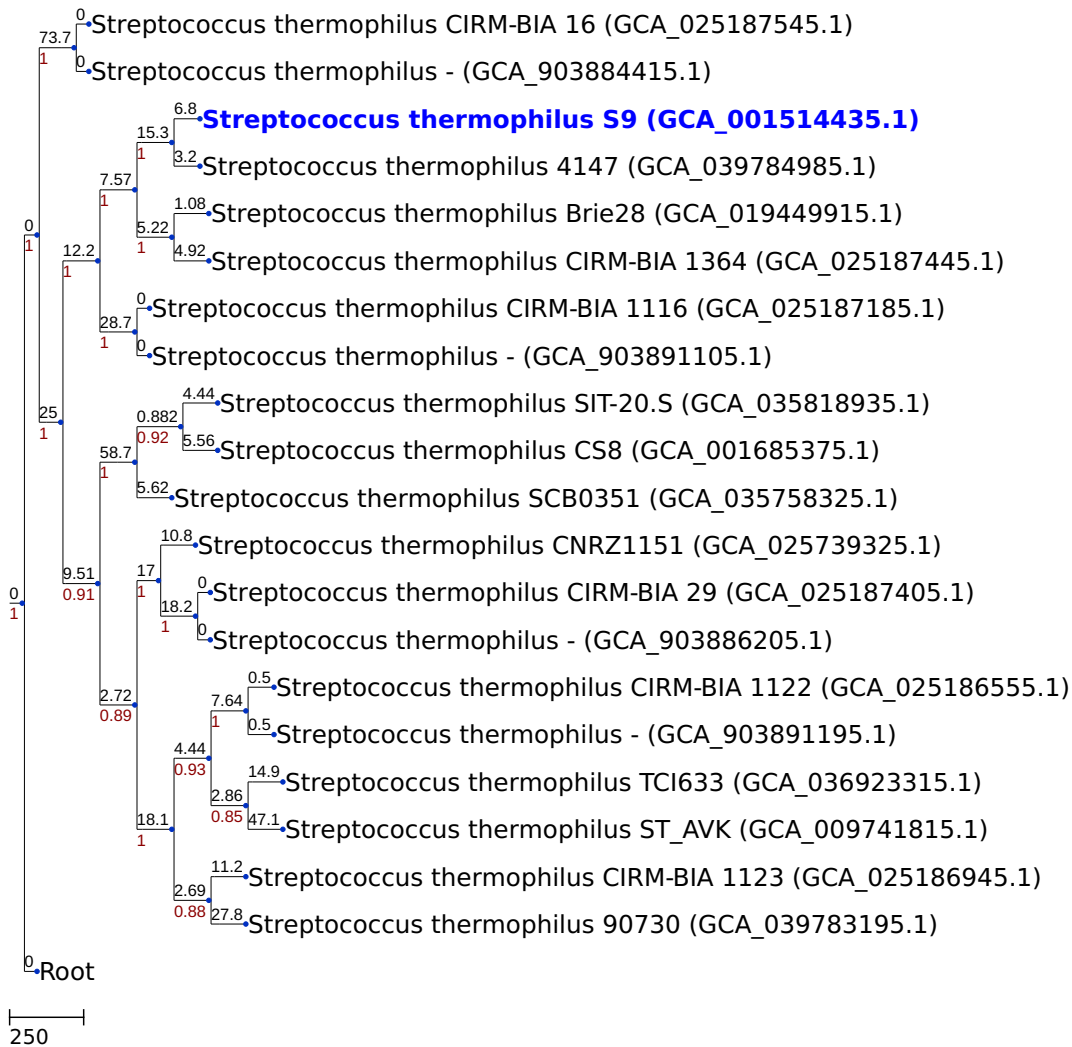 0
Streptococcus thermophilus CIRM-BIA 16 (GCA_025187545.1)
73.7
1
0
Streptococcus thermophilus - (GCA_903884415.1)
6.8
Streptococcus thermophilus S9 (GCA_001514435.1)
15.3
1
3.2
Streptococcus thermophilus 4147 (GCA_039784985.1)
7.57
1
1.08
Streptococcus thermophilus Brie28 (GCA_019449915.1)
0
1
5.22
1
4.92
Streptococcus thermophilus CIRM-BIA 1364 (GCA_025187445.1)
12.2
1
0
Streptococcus thermophilus CIRM-BIA 1116 (GCA_025187185.1)
28.7
1
0
Streptococcus thermophilus - (GCA_903891105.1)
4.44
Streptococcus thermophilus SIT-20.S (GCA_035818935.1)
25
1
0.882
0.92
5.56
Streptococcus thermophilus CS8 (GCA_001685375.1)
58.7
1
5.62
Streptococcus thermophilus SCB0351 (GCA_035758325.1)
10.8
Streptococcus thermophilus CNRZ1151 (GCA_025739325.1)
9.51
0.91
17
1
0
Streptococcus thermophilus CIRM-BIA 29 (GCA_025187405.1)
0
1
18.2
1
0
Streptococcus thermophilus - (GCA_903886205.1)
0.5
Streptococcus thermophilus CIRM-BIA 1122 (GCA_025186555.1)
2.72
0.89
7.64
1
0.5
Streptococcus thermophilus - (GCA_903891195.1)
4.44
0.93
14.9
Streptococcus thermophilus TCI633 (GCA_036923315.1)
2.86
0.85
47.1
Streptococcus thermophilus ST_AVK (GCA_009741815.1)
18.1
1
11.2
Streptococcus thermophilus CIRM-BIA 1123 (GCA_025186945.1)
2.69
0.88
27.8
Streptococcus thermophilus 90730 (GCA_039783195.1)
0
Root
250